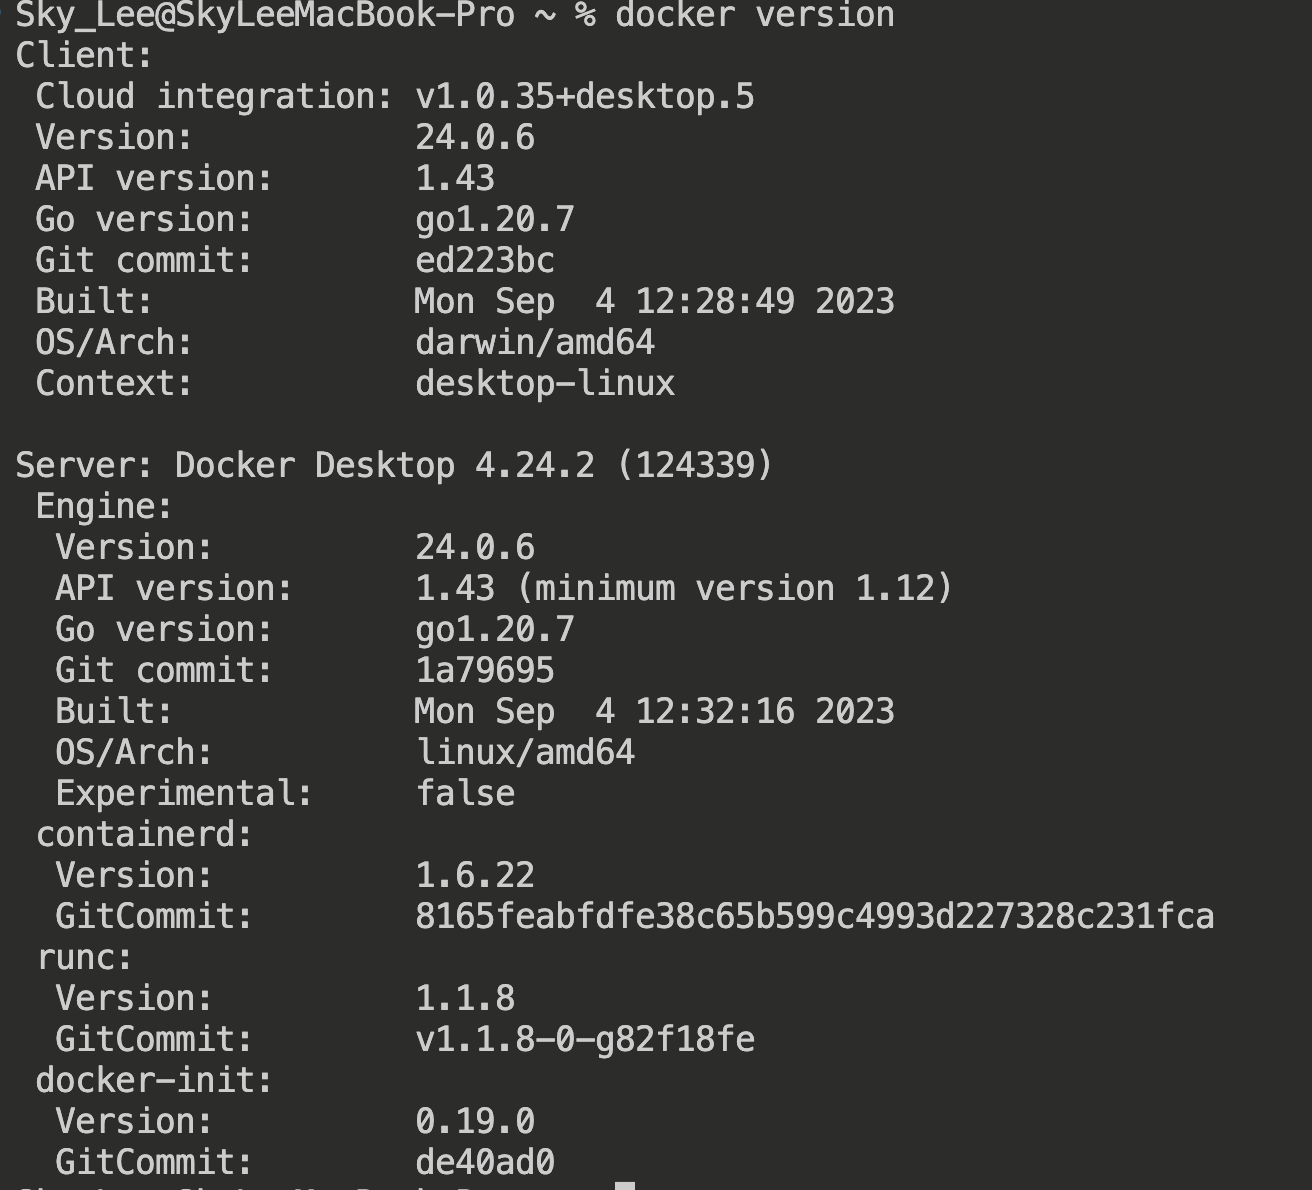 Sky_Lee@SkyLeeMacBook-Pro ~ % docker version
Client:
 Cloud integration: v1.0.35+desktop.5
 Version:           24.0.6
 API version:       1.43
 Go version:        go1.20.7
 Git commit:        ed223bc
 Built:             Mon Sep  4 12:28:49 2023
 OS/Arch:           darwin/amd64
 Context:           desktop-linux

Server: Docker Desktop 4.24.2 (124339)
 Engine:
  Version:          24.0.6
  API version:      1.43 (minimum version 1.12)
  Go version:       go1.20.7
  Git commit:       1a79695
  Built:            Mon Sep  4 12:32:16 2023
  OS/Arch:          linux/amd64
  Experimental:     false
 containerd:
  Version:          1.6.22
  GitCommit:        8165feabfdfe38c65b599c4993d227328c231fca
 runc:
  Version:          1.1.8
  GitCommit:        v1.1.8-0-g82f18fe
 docker-init:
  Version:          0.19.0
  GitCommit:        de40ad0